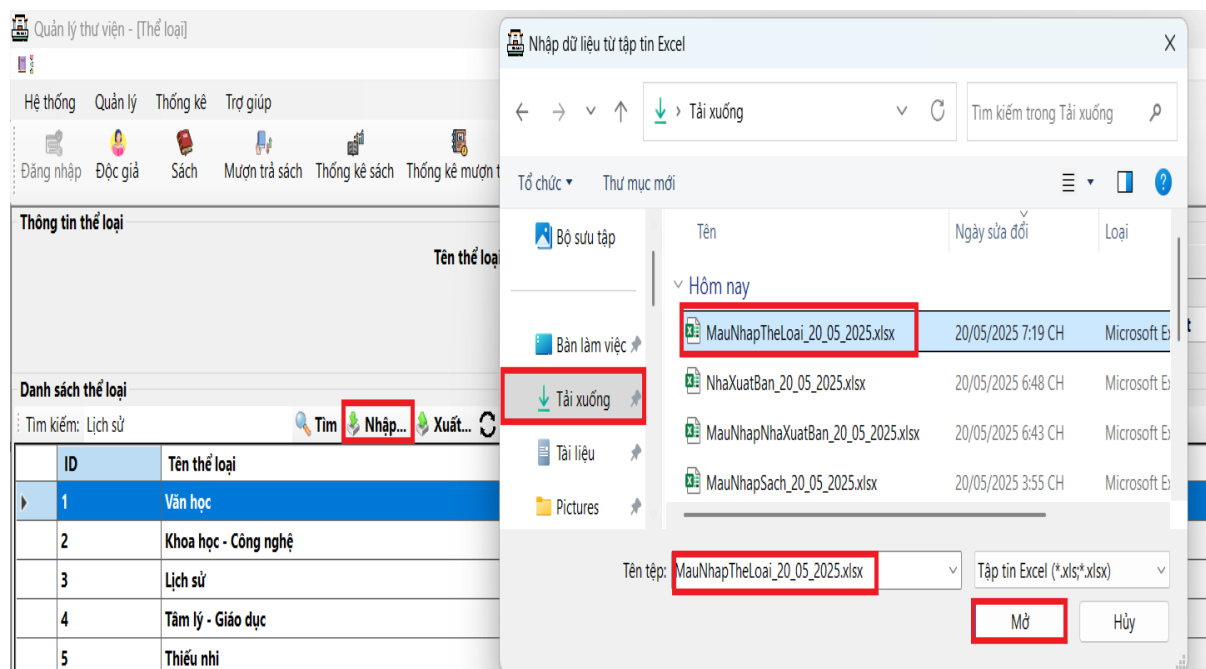 Quản lý thư viện - [Thể loại]
Hệ thống Quản lý Thống kê Trợ giúp
Đăng nhập Độc giả Sách Mượn trả sách Thống kê sách Thống kê mượn t
Thông tin thể loại
Tên thể loại
Danh sách thể loại
Tìm kiếm: Lịch sử Tìm Nhập... Xuất...
ID Tên thể loại
1 Văn học
2 Khoa học - Công nghệ
3 Lịch sử
4 Tâm lý - Giáo dục
5 Thiếu nhi
Nhập dữ liệu từ tập tin Excel
Tải xuống
Tìm kiếm trong Tải xuống
Tổ chức Thư mục mới
Bộ sưu tập
Bàn làm việc
Tải xuống
Tài liệu
Pictures
Tên Ngày sửa đổi Loại
Hôm nay
MauNhapTheLoai_20_05_2025.xlsx 20/05/2025 7:19 CH Microsoft Ex
NhaXuatBan_20_05_2025.xlsx 20/05/2025 6:48 CH Microsoft Ex
MauNhapNhaXuatBan_20_05_2025.xlsx 20/05/2025 6:43 CH Microsoft Ex
MauNhapSach_20_05_2025.xlsx 20/05/2025 3:55 CH Microsoft Ex
Tên tệp: MauNhapTheLoai_20_05_2025.xlsx Tập tin Excel (*.xls;*.xlsx)
Mở Hủy
t